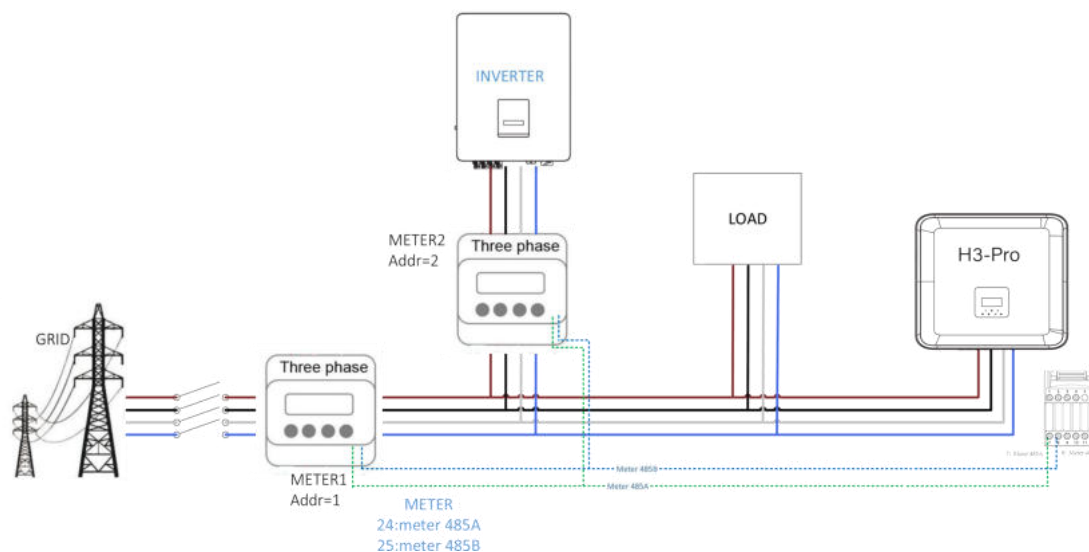 INVERTER
METER2
Addr=2
Three phase
LOAD
H3-Pro
GRID
Three phase
Meter 485B
Meter 485A
METER1
Addr=1
METER
24:meter 485A
25:meter 485B